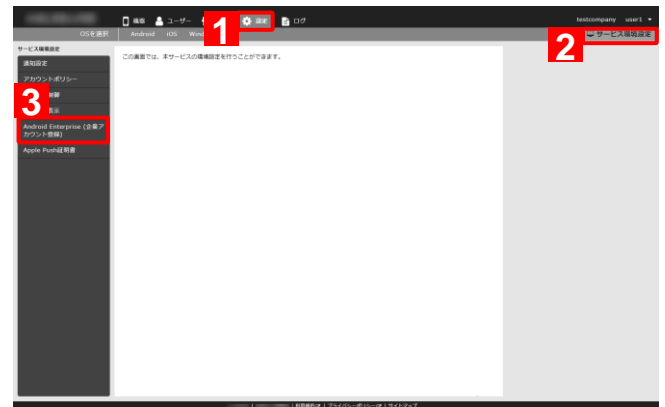 機器 ユーザー 設定 ログ testcompany user1
OSを選択 Android iOS サービス環境設定
1
2
サービス環境設定
この画面では、本サービスの環境設定を行うことができます。
通知設定
アカウントポリシー
3
Android Enterprise (企業ア
カウント登録)
Apple Push証明書
利用規約 | プライバシーポリシー | サイトマップ